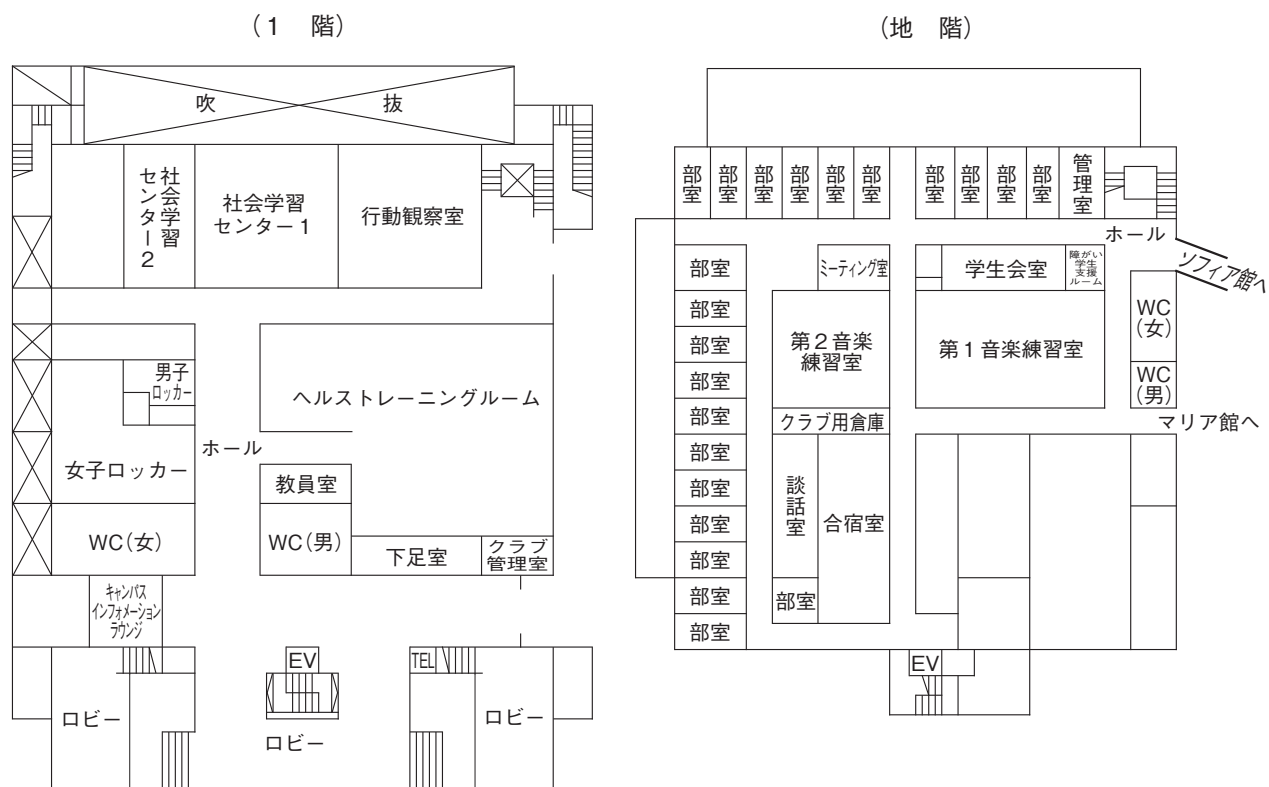 (1 階)
吹 抜
社会学習
センター2
社会学習
センター1
行動観察室
男子
ロッカー
ヘルストレーニングルーム
ホール
女子ロッカー
教員室
WC(女)
WC(男)
下足室
クラブ
管理室
キャンパス
インフォメーション
ラウンジ
EV
TEL
ロビー
ロビー
ロビー
(地 階)
部室
部室
部室
部室
部室
部室
部室
部室
部室
部室
管理室
ホール
ソフィア館へ
部室
ミーティング室
学生会室
障がい
学生
支援
ルーム
部室
部室
部室
部室
部室
部室
部室
部室
部室
部室
第2音楽
練習室
第1音楽練習室
WC
(女)
WC
(男)
クラブ用倉庫
マリア館へ
談話室
合宿室
部室
EV